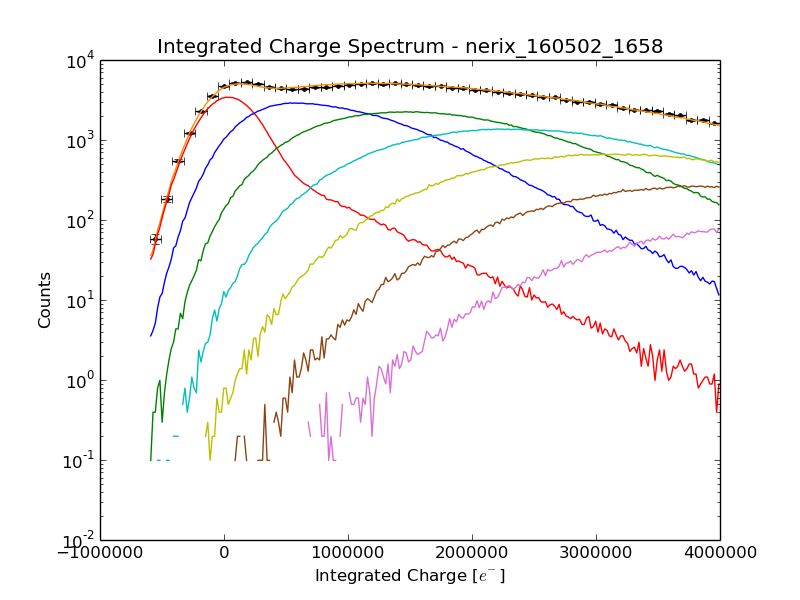 Integrated Charge Spectrum - nerix_160502_1658
10^4
10^3
10^2
10^1
10^0
10^-1
10^-2
Counts
−1000000 0 1000000 2000000 3000000 4000000
Integrated Charge [e^−]